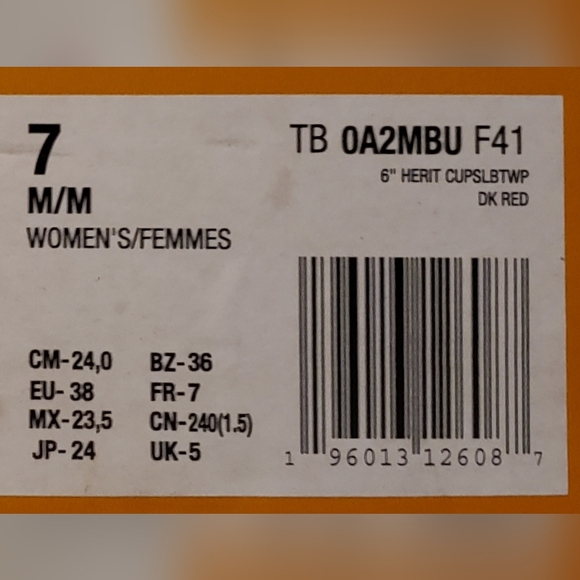 7
M/M
WOMEN'S/FEMMES
TB 0A2MBU F41
6" HERIT CUPSLBTWP
DK RED
CM-24,0 BZ-36
EU-38 FR-7
MX-23,5 CN-240(1.5)
JP-24 UK-5
1 96013 12608 7